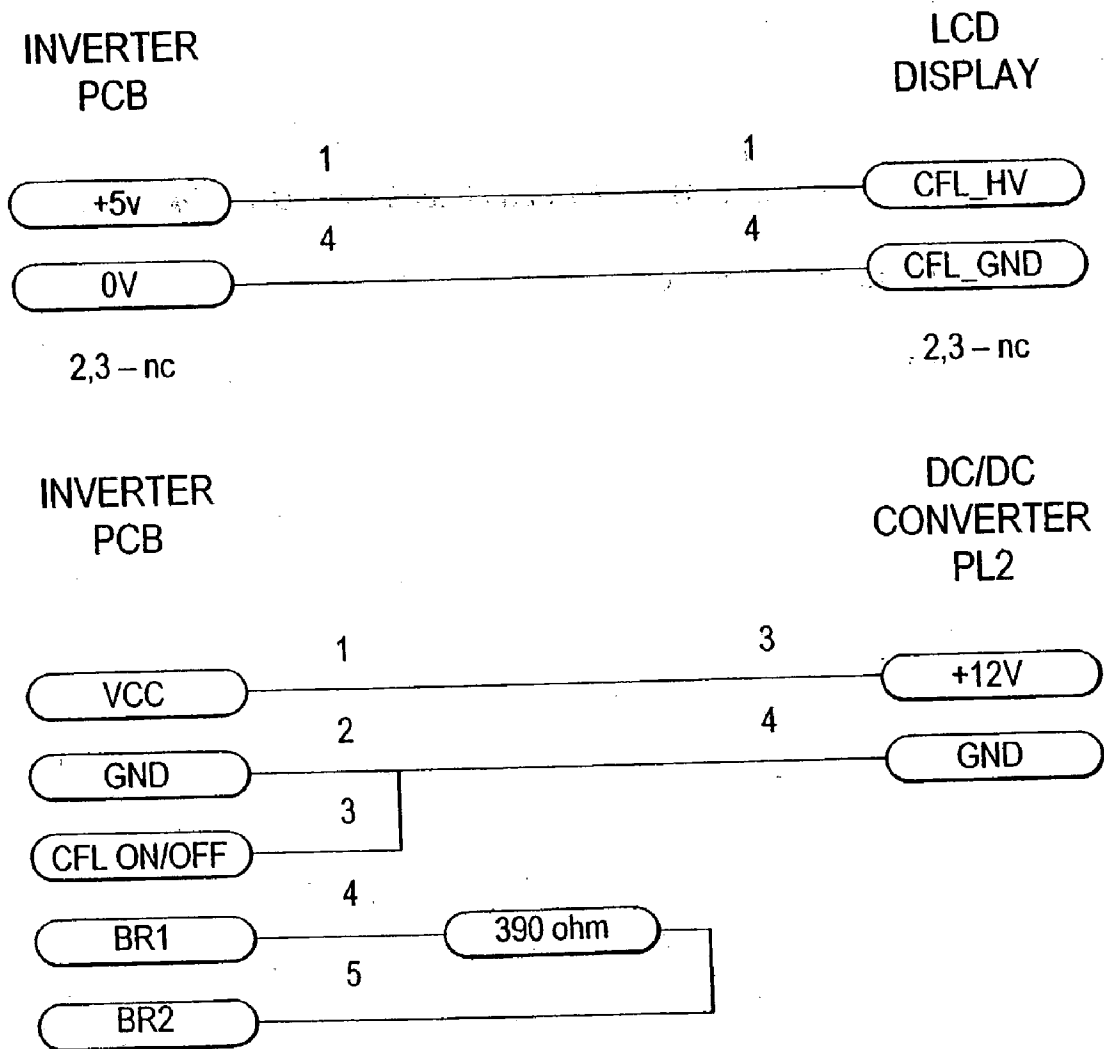 INVERTER
PCB
LCD
DISPLAY
1
1
+5v
CFL_HV
4
4
0V
CFL_GND
2,3 – nc
2,3 – nc
INVERTER
PCB
DC/DC
CONVERTER
PL2
1
3
VCC
+12V
2
4
GND
GND
3
CFL ON/OFF
4
BR1
390 ohm
5
BR2